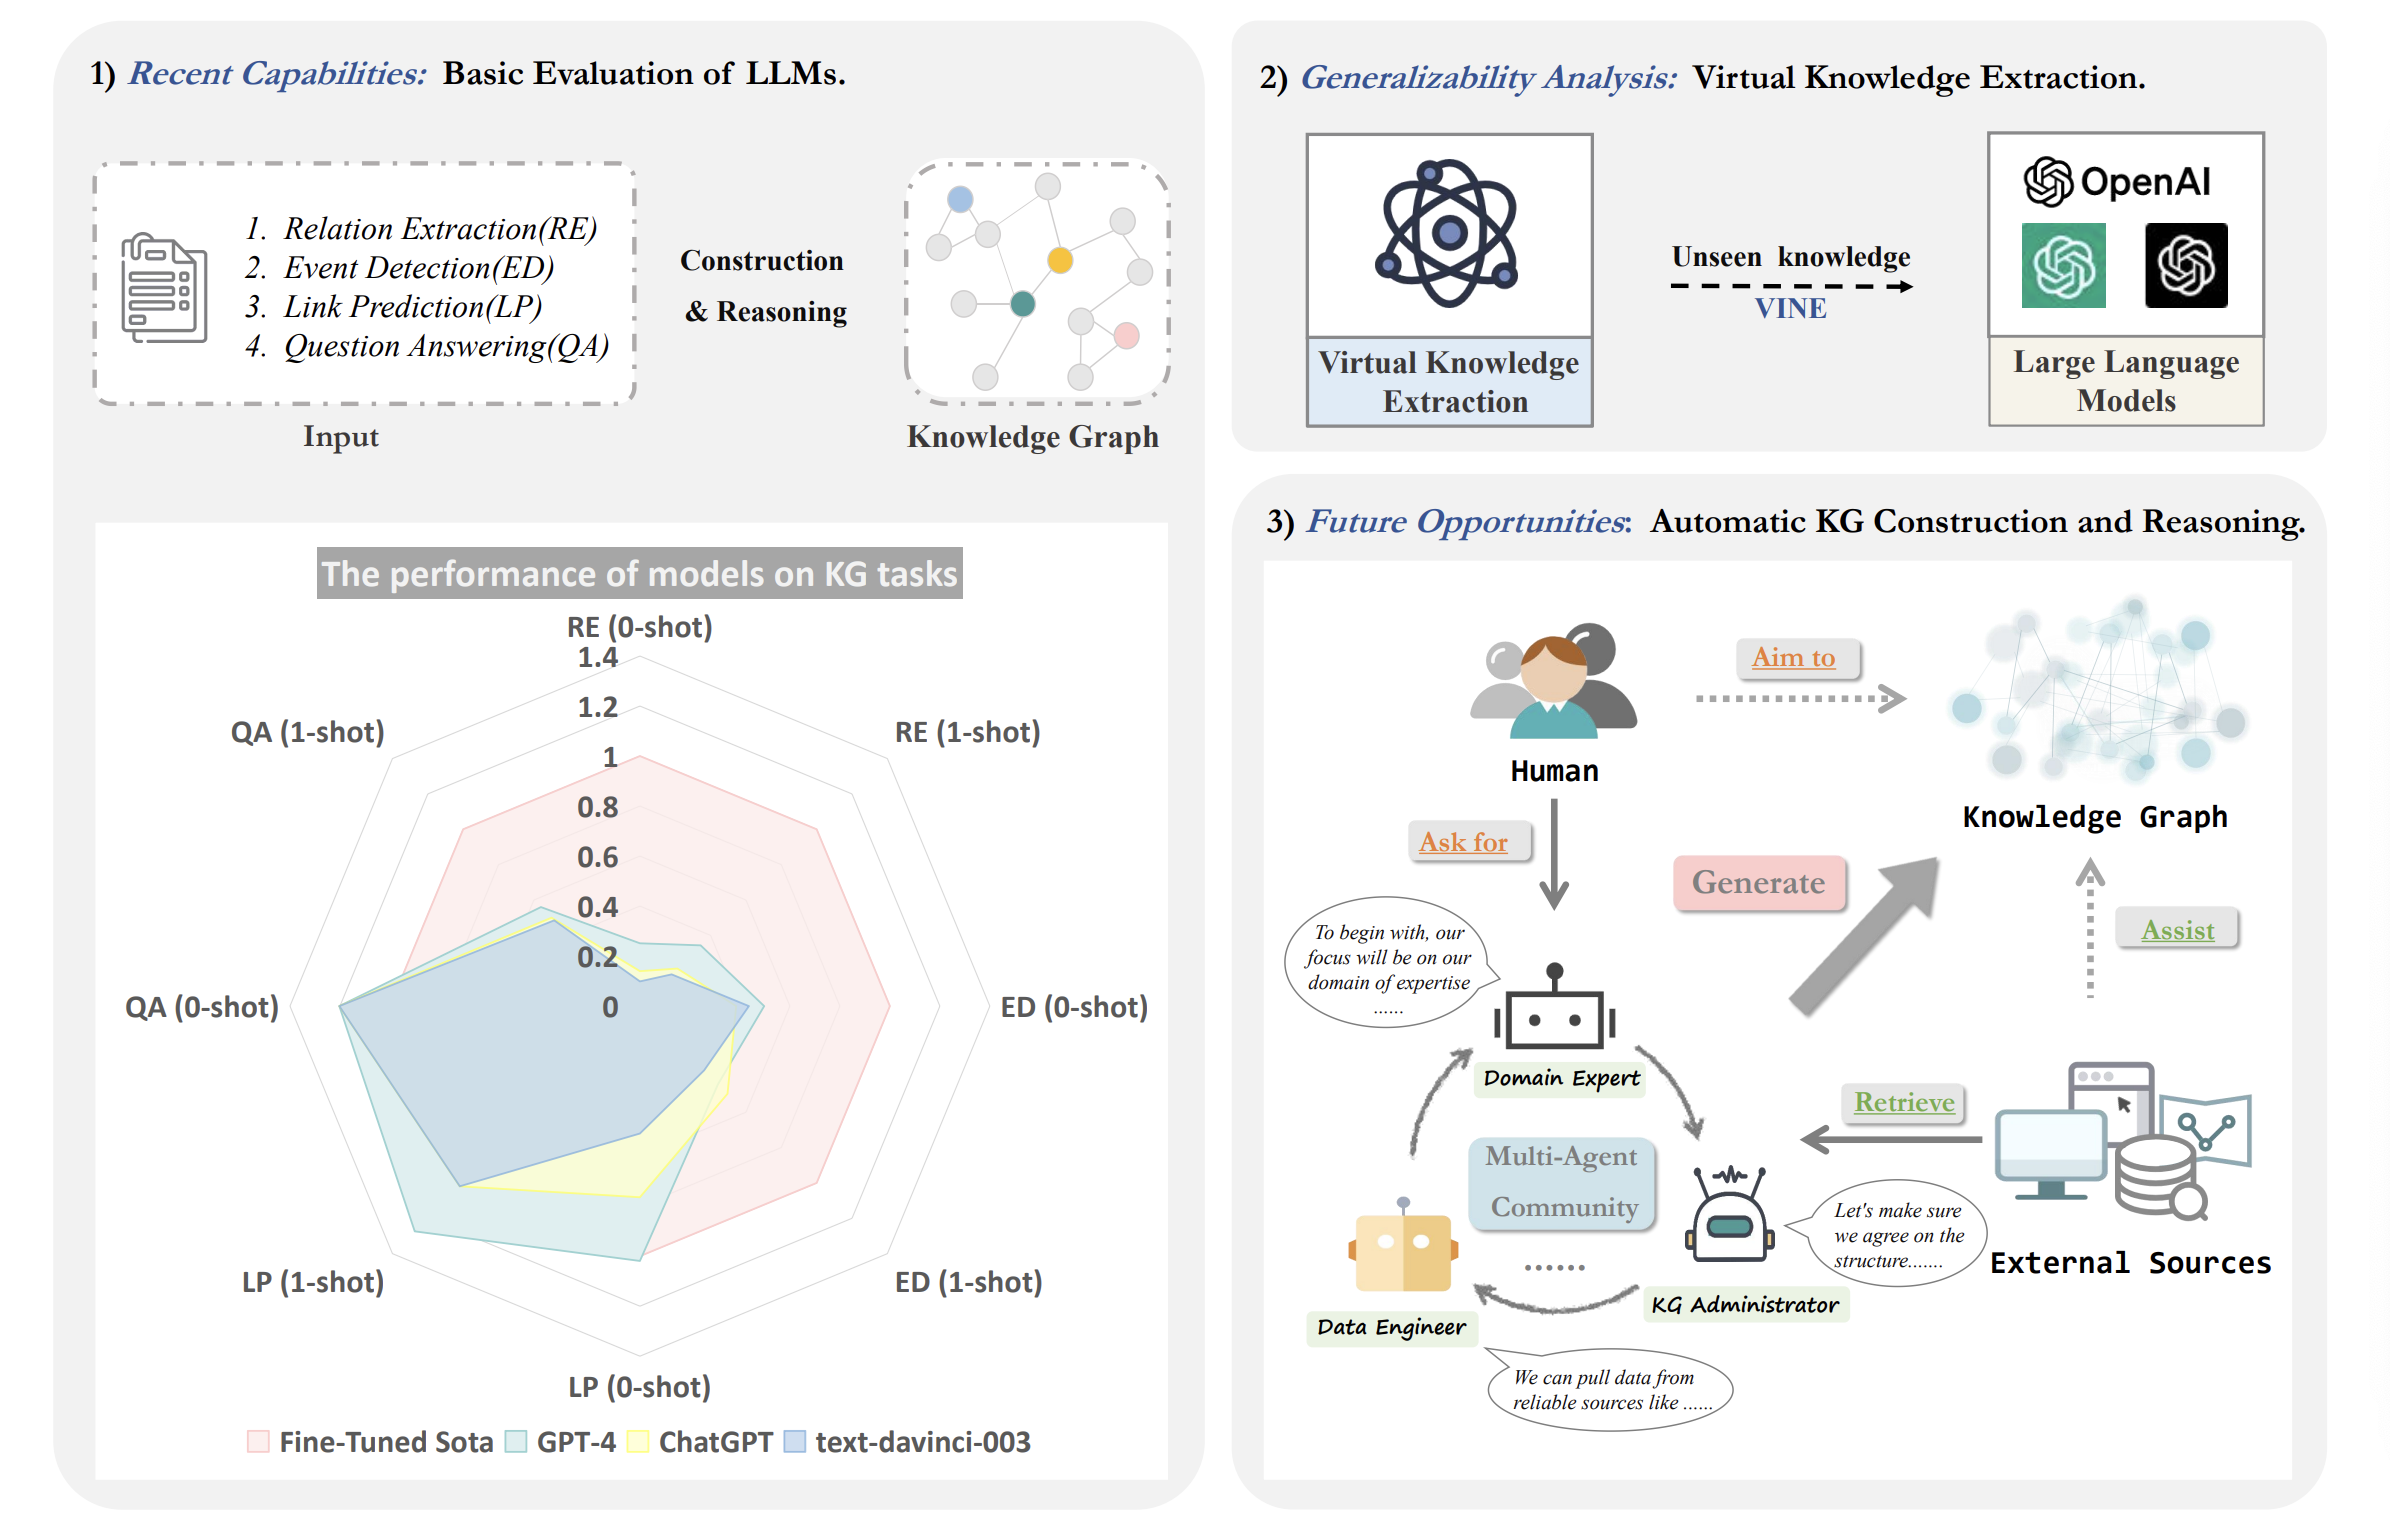 1) Recent Capabilities: Basic Evaluation of LLMs.
1. Relation Extraction(RE)
2. Event Detection(ED)
3. Link Prediction(LP)
4. Question Answering(QA)
Input
Construction
& Reasoning
Knowledge Graph
The performance of models on KG tasks
RE (0-shot)
1.4
1.2
1
0.8
0.6
0.4
0.2
0
RE (1-shot)
ED (0-shot)
ED (1-shot)
LP (0-shot)
LP (1-shot)
QA (0-shot)
QA (1-shot)
Fine-Tuned Sota GPT-4 ChatGPT text-davinci-003
2) Generalizability Analysis: Virtual Knowledge Extraction.
Virtual Knowledge
Extraction
Unseen knowledge
VINE
OpenAI
Large Language
Models
3) Future Opportunities: Automatic KG Construction and Reasoning.
Human
Aim to
Knowledge Graph
Ask for
Generate
Assist
To begin with, our
focus will be on our
domain of expertise
......
Domain Expert
Retrieve
Multi-Agent
Community
......
Let's make sure
we agree on the
structure.......
External Sources
KG Administrator
Data Engineer
We can pull data from
reliable sources like ......